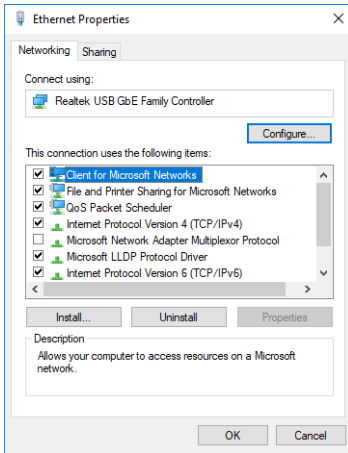 Ethernet Properties
Networking
Sharing
Connect using:
Realtek USB GbE Family Controller
Configure...
This connection uses the following items:
Client for Microsoft Networks
File and Printer Sharing for Microsoft Networks
QoS Packet Scheduler
Internet Protocol Version 4 (TCP/IPv4)
Microsoft Network Adapter Multiplexor Protocol
Microsoft LLDP Protocol Driver
Internet Protocol Version 6 (TCP/IPv6)
Install...
Uninstall
Properties
Description
Allows your computer to access resources on a Microsoft
network.
OK
Cancel